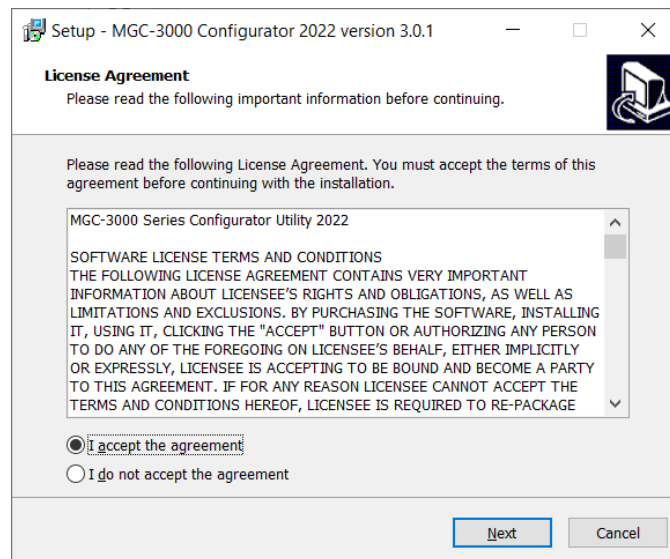 Setup - MGC-3000 Configurator 2022 version 3.0.1
License Agreement
Please read the following important information before continuing.
Please read the following License Agreement. You must accept the terms of this
agreement before continuing with the installation.
MGC-3000 Series Configurator Utility 2022
SOFTWARE LICENSE TERMS AND CONDITIONS
THE FOLLOWING LICENSE AGREEMENT CONTAINS VERY IMPORTANT
INFORMATION ABOUT LICENSEE'S RIGHTS AND OBLIGATIONS, AS WELL AS
LIMITATIONS AND EXCLUSIONS. BY PURCHASING THE SOFTWARE, INSTALLING
IT, USING IT, CLICKING THE "ACCEPT" BUTTON OR AUTHORIZING ANY PERSON
TO DO ANY OF THE FOREGOING ON LICENSEE'S BEHALF, EITHER IMPLICITLY
OR EXPRESSLY, LICENSEE IS ACCEPTING TO BE BOUND AND BECOME A PARTY
TO THIS AGREEMENT. IF FOR ANY REASON LICENSEE CANNOT ACCEPT THE
TERMS AND CONDITIONS HEREOF, LICENSEE IS REQUIRED TO RE-PACKAGE
I accept the agreement
I do not accept the agreement
Next
Cancel